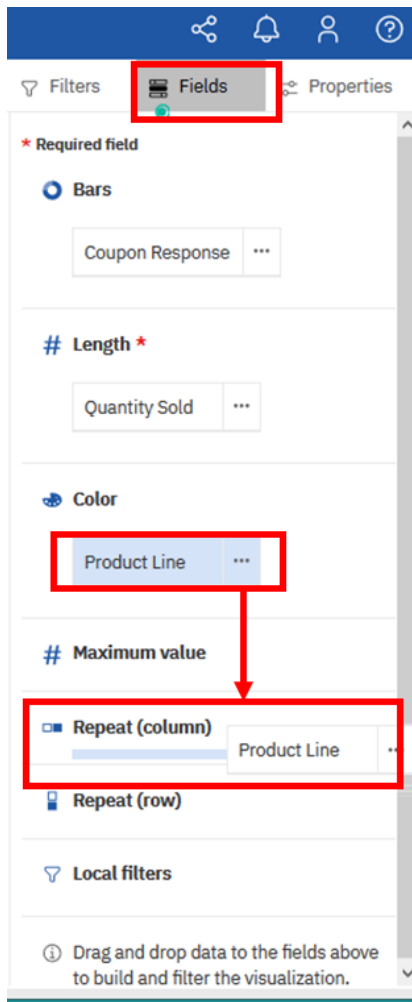 Filters Fields Properties
* Required field
Bars
Coupon Response ...
# Length *
Quantity Sold ...
Color
Product Line ...
# Maximum value
Repeat (column)
Product Line ...
Repeat (row)
Local filters
Drag and drop data to the fields above
to build and filter the visualization.